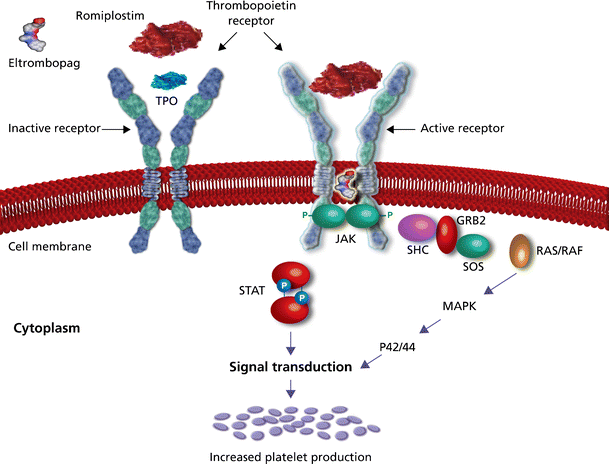 Romiplostim
Thrombopoietin
receptor
Eltrombopag
TPO
Inactive receptor
Active receptor
P
P
JAK
GRB2
SHC
SOS
RAS/RAF
Cell membrane
STAT
P
P
MAPK
Cytoplasm
P42/44
Signal transduction
Increased platelet production